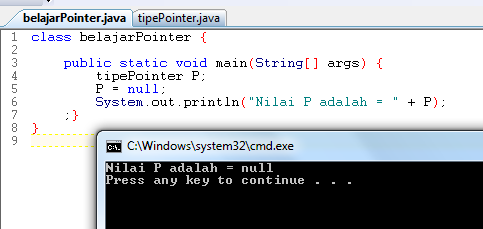 belajarPointer.java tipePointer.java
1 class belajarPointer {
2
3 public static void main(String[] args) {
4 tipePointer P;
5 P = null;
6 System.out.println("Nilai P adalah = " + P);
7 ;}
8 }
9
C:\Windows\system32\cmd.exe
C:\.
Nilai P adalah = null
Press any key to continue . . .